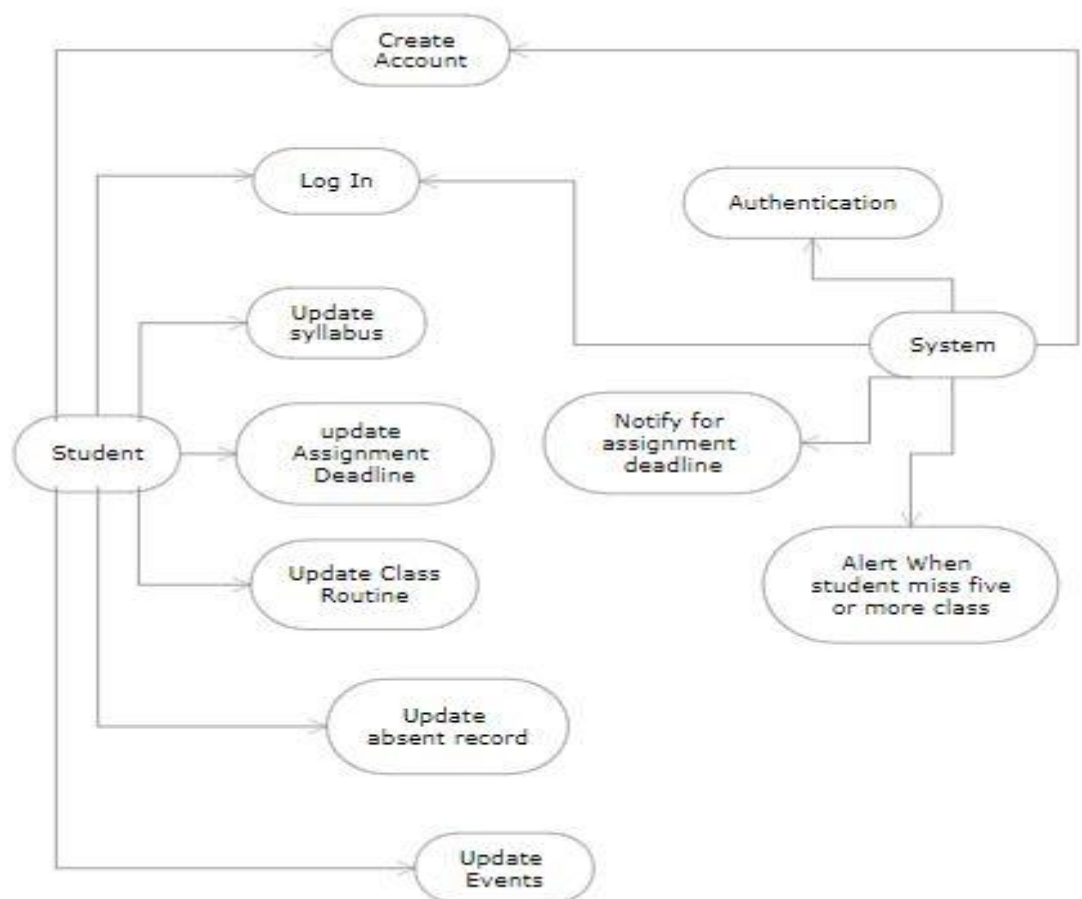 Create
Account
Log In
Authentication
Update
syllabus
System
update
Assignment
Deadline
Student
Notify for
assignment
deadline
Update Class
Routine
Alert When
student miss five
or more class
Update
absent record
Update
Events